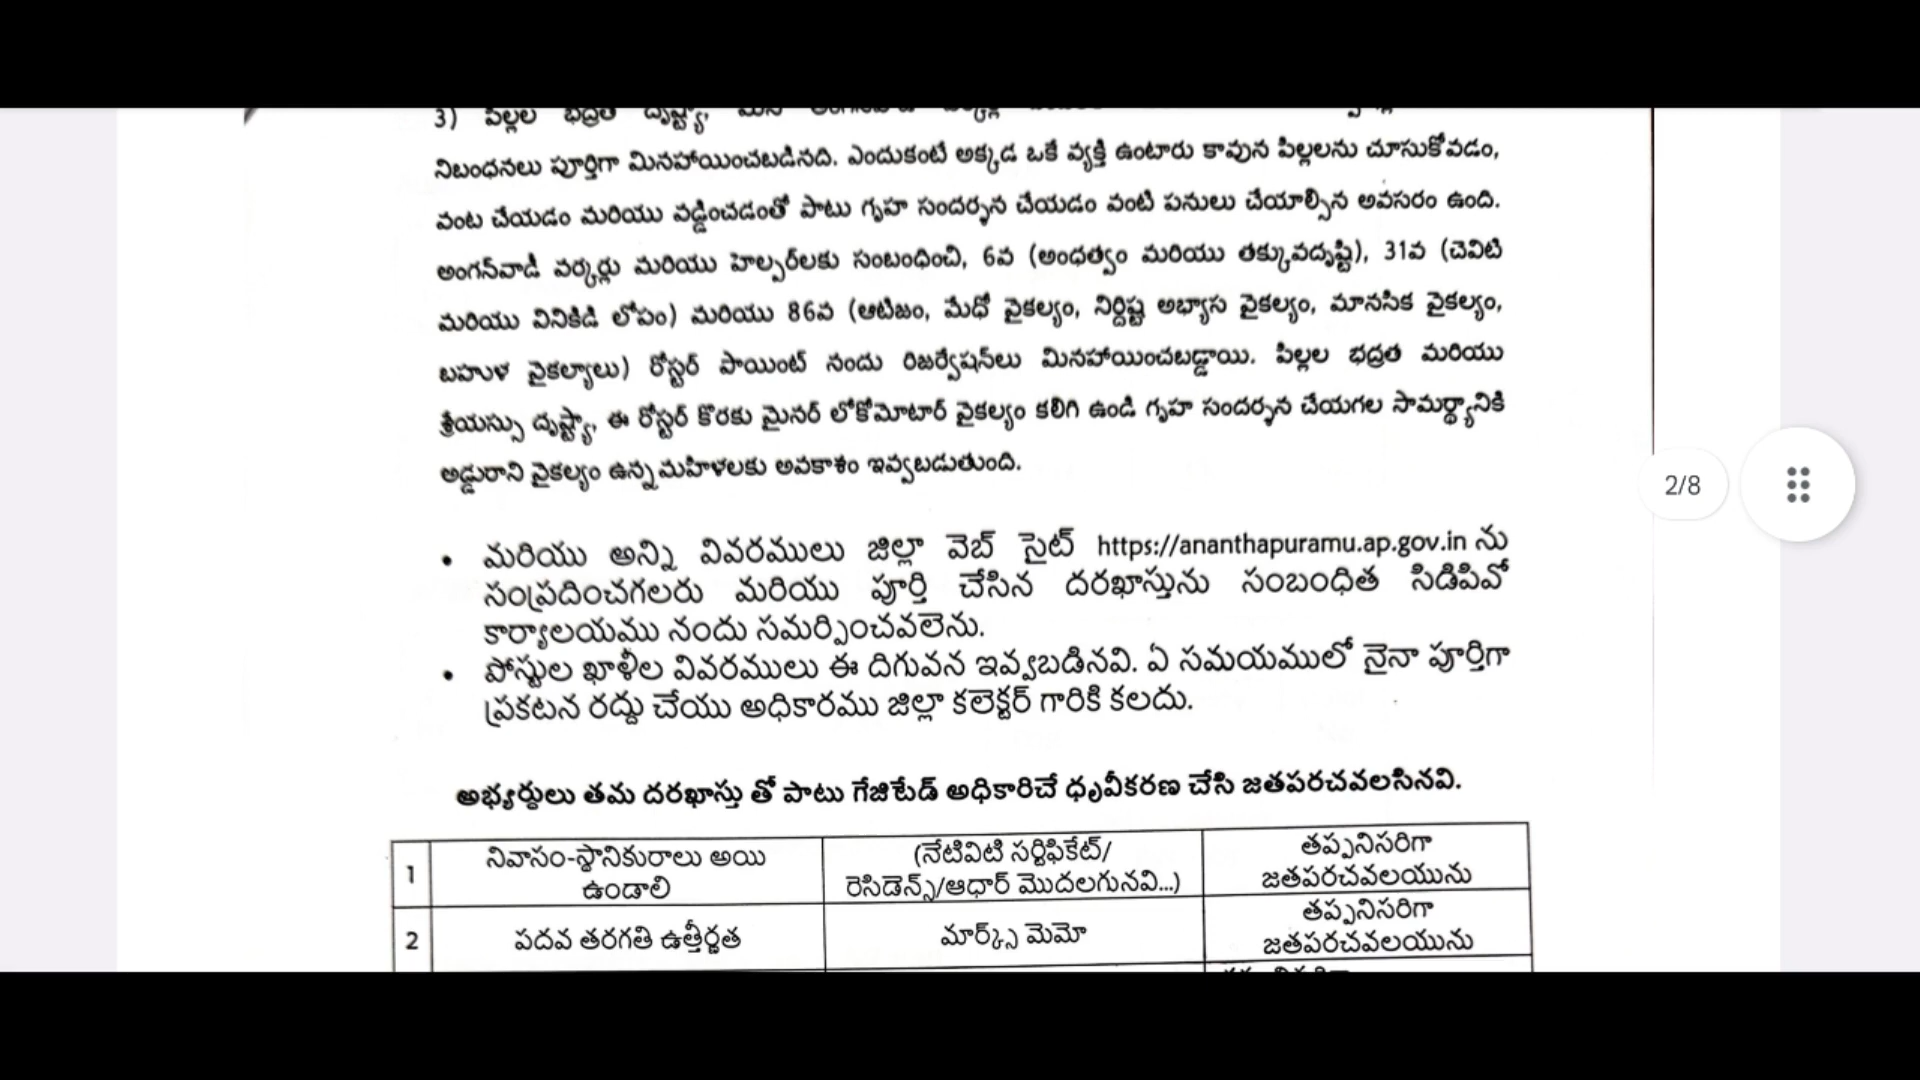 3) పిల్లల భద్రత దృష్ట్యా, మినీ
నిబంధనలు పూర్తిగా మినహాయించబడినది. ఎందుకంటే అక్కడ ఒకే వ్యక్తి ఉంటారు కావున పిల్లలను చూసుకోవడం,
వంట చేయడం మరియు వడ్డించడంతో పాటు గృహ సందర్శన చేయడం వంటి పనులు చేయాల్సిన అవసరం ఉంది.
అంగన్‌వాడీ వర్కర్లు మరియు హెల్పర్‌లకు సంబంధించి, 6వ (అంధత్వం మరియు తక్కువదృష్టి), 31వ (చెవిటి
మరియు వినికిడి లోపం) మరియు 86వ (ఆటిజం, మేధో వైకల్యం, నిర్దిష్ట అభ్యాస వైకల్యం, మానసిక వైకల్యం,
బహుళ వైకల్యాలు) రోస్టర్ పాయింట్ నందు రిజర్వేషన్‌లు మినహాయించబడ్డాయి. పిల్లల భద్రత మరియు
శ్రేయస్సు దృష్ట్యా, ఈ రోస్టర్ కొరకు మైనర్ లోకోమోటార్ వైకల్యం కలిగి ఉండి గృహ సందర్శన చేయగల సామర్థ్యానికి
అడ్డురాని వైకల్యం ఉన్న మహిళలకు అవకాశం ఇవ్వబడుతుంది.
• మరియు అన్ని వివరములు జిల్లా వెబ్ సైట్ https://ananthapuramu.ap.gov.in ను
సంప్రదించగలరు మరియు పూర్తి చేసిన దరఖాస్తును సంబంధిత సిడిపివో
కార్యాలయము నందు సమర్పించవలెను.
• పోస్టుల ఖాళీల వివరములు ఈ దిగువన ఇవ్వబడినవి. ఏ సమయములో నైనా పూర్తిగా
ప్రకటన రద్దు చేయు అధికారము జిల్లా కలెక్టర్ గారికి కలదు.
2/8
అభ్యర్థులు తమ దరఖాస్తు తో పాటు గేజిటేడ్ అధికారిచే ధృవీకరణ చేసి జతపరచవలసినవి.
1 నివాసం-స్థానికురాలు అయి ఉండాలి (నేటివిటి సర్టిఫికేట్/ రెసిడెన్స్/ఆధార్ మొదలగునవి...) తప్పనిసరిగా జతపరచవలయును
2 పదవ తరగతి ఉత్తీర్ణత మార్క్స్ మెమో తప్పనిసరిగా జతపరచవలయును